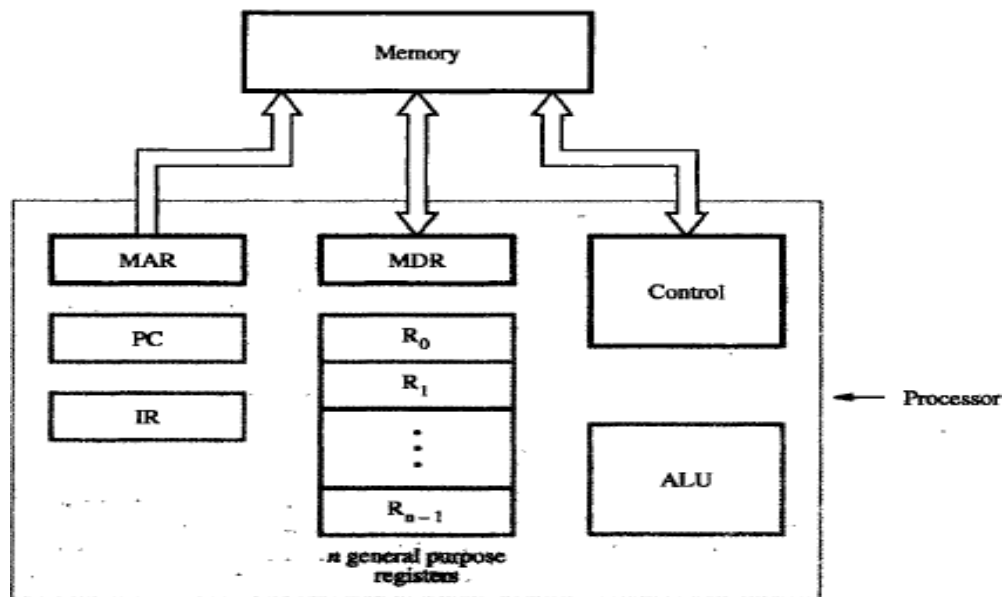 Memory
MAR
MDR
Control
PC
R0
R1
IR
Processor
ALU
Rn-1
n general purpose
registers